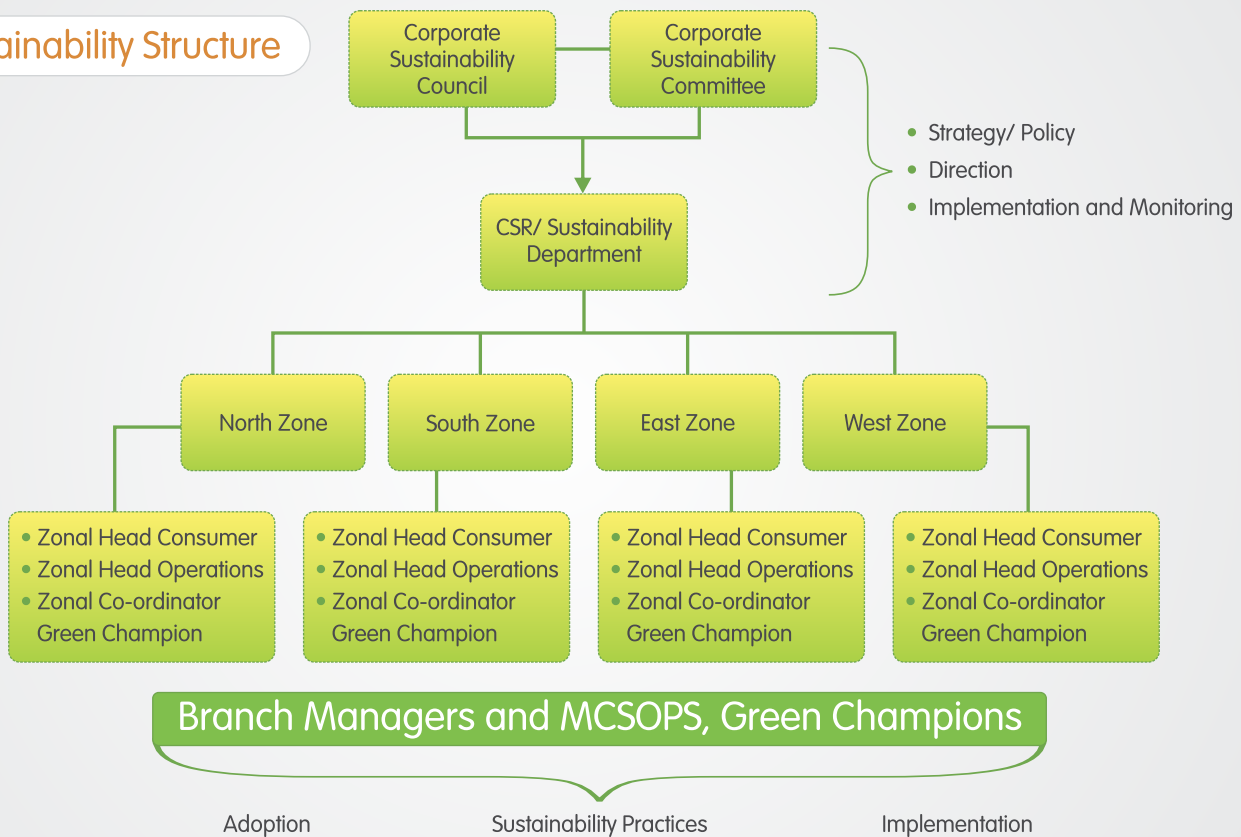 ainability Structure
Corporate
Sustainability
Council
Corporate
Sustainability
Committee
• Strategy/ Policy
• Direction
• Implementation and Monitoring
CSR/ Sustainability
Department
North Zone
South Zone
East Zone
West Zone
• Zonal Head Consumer
• Zonal Head Operations
• Zonal Co-ordinator
Green Champion
• Zonal Head Consumer
• Zonal Head Operations
• Zonal Co-ordinator
Green Champion
• Zonal Head Consumer
• Zonal Head Operations
• Zonal Co-ordinator
Green Champion
• Zonal Head Consumer
• Zonal Head Operations
• Zonal Co-ordinator
Green Champion
Branch Managers and MCSOPS, Green Champions
Adoption
Sustainability Practices
Implementation